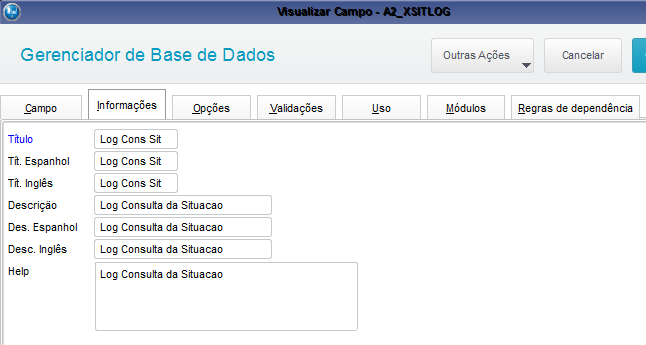 Visualizar Campo - A2_XSITLOG
Gerenciador de Base de Dados
Outras Ações
Cancelar
Campo
Informações
Opções
Validações
Uso
Módulos
Regras de dependência
Título
Log Cons Sit
Tít. Espanhol
Log Cons Sit
Tít. Inglês
Log Cons Sit
Descrição
Log Consulta da Situacao
Des. Espanhol
Log Consulta da Situacao
Desc. Inglês
Log Consulta da Situacao
Help
Log Consulta da Situacao